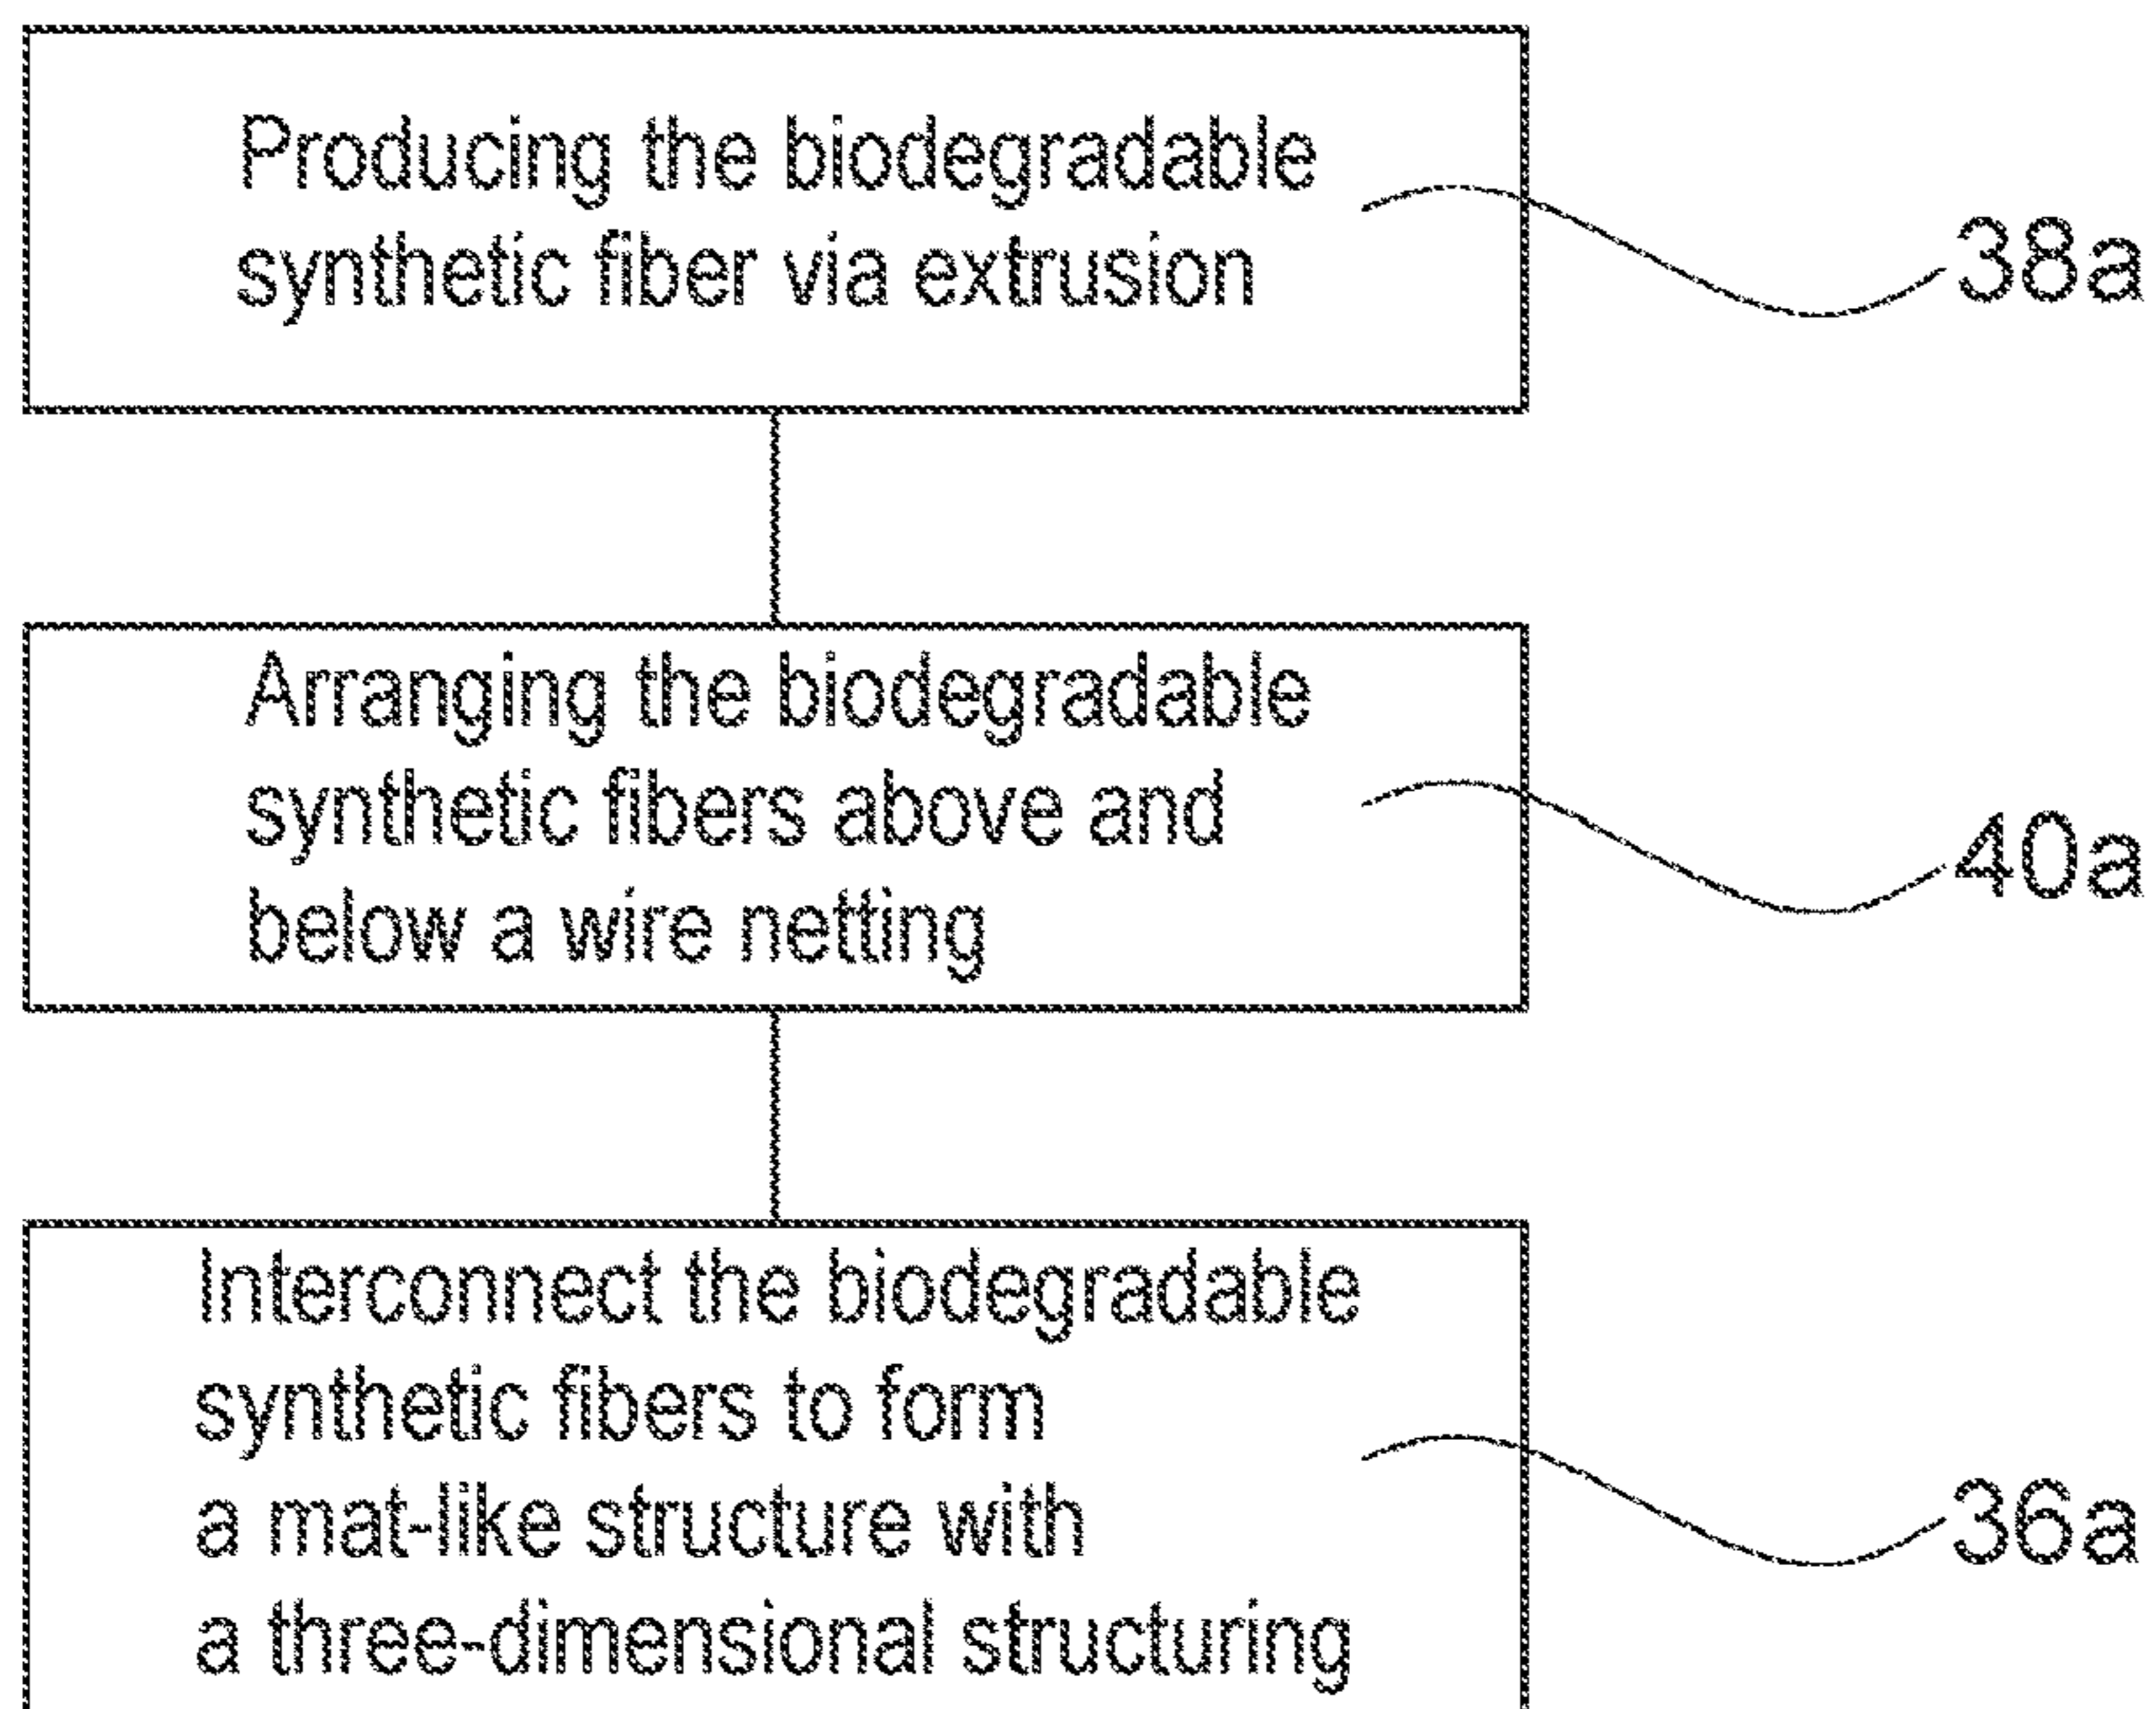 Producing the biodegradable
synthetic fiber via extrusion
38a
Arranging the biodegradable
synthetic fibers above and
below a wire netting
40a
Interconnect the biodegradable
synthetic fibers to form
a mat-like structure with
a three-dimensional structuring
36a